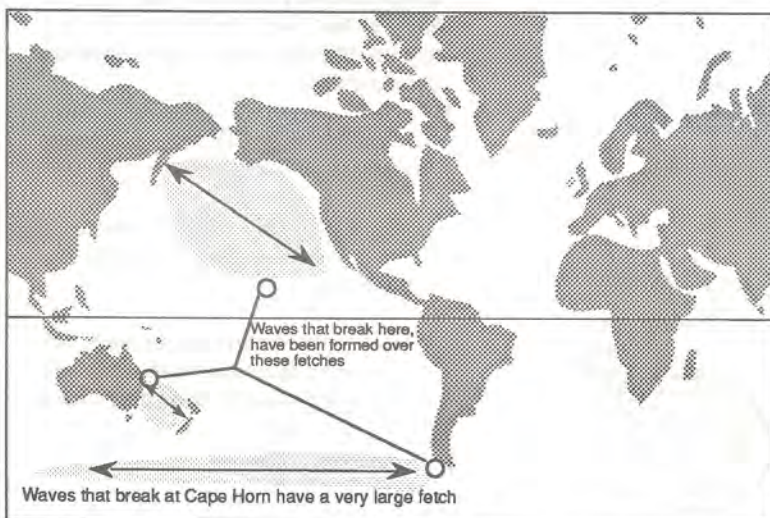 Waves that break here,
have been formed over
these fetches
Waves that break at Cape Horn have a very large fetch